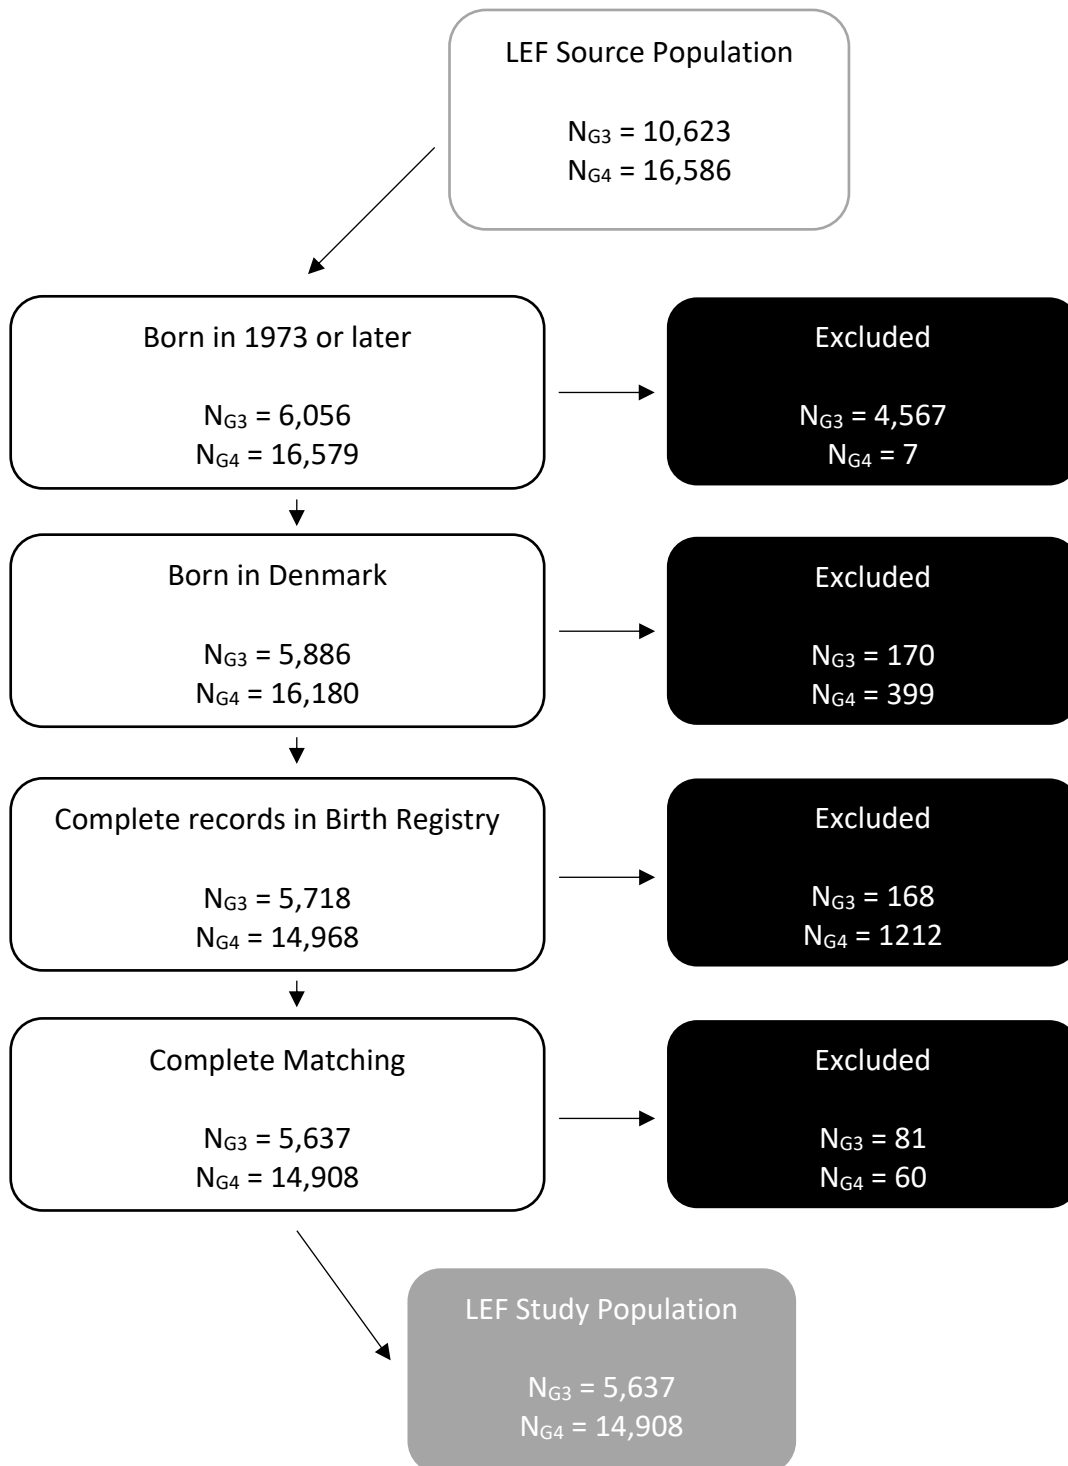 LEF Source Population
NG3 = 10,623
NG4 = 16,586
Born in 1973 or later
NG3 = 6,056
NG4 = 16,579
Excluded
NG3 = 4,567
NG4 = 7
Born in Denmark
NG3 = 5,886
NG4 = 16,180
Excluded
NG3 = 170
NG4 = 399
Complete records in Birth Registry
NG3 = 5,718
NG4 = 14,968
Excluded
NG3 = 168
NG4 = 1212
Complete Matching
NG3 = 5,637
NG4 = 14,908
Excluded
NG3 = 81
NG4 = 60
LEF Study Population
NG3 = 5,637
NG4 = 14,908